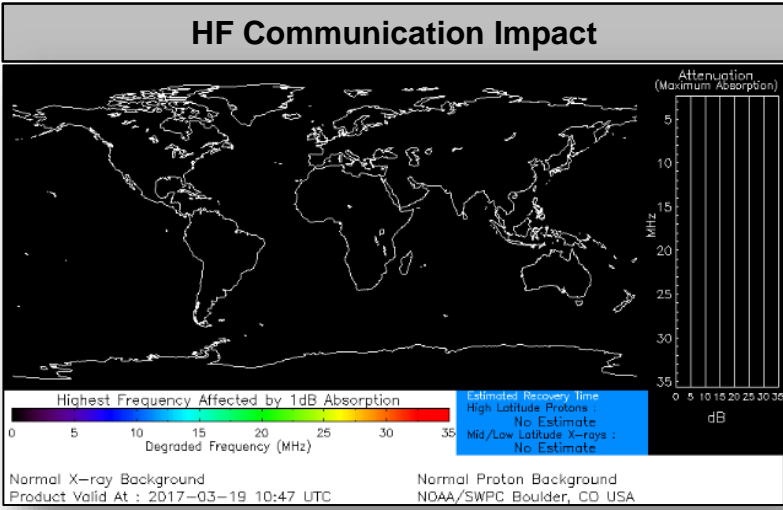 HF Communication Impact
Attenuation
(Maximum Absorption)
5
10
15
20
25
30
35
MHz
0 5 10 15 20 25 30 35
dB
Highest Frequency Affected by 1dB Absorption
0 5 10 15 20 25 30 35
Degraded Frequency (MHz)
Estimated Recovery Time
High Latitude Protons :
No Estimate
Mid/Low Latitude X-rays :
No Estimate
Normal X-ray Background
Normal Proton Background
Product Valid At : 2017-03-19 10:47 UTC
NOAA/SWPC Boulder, CO USA